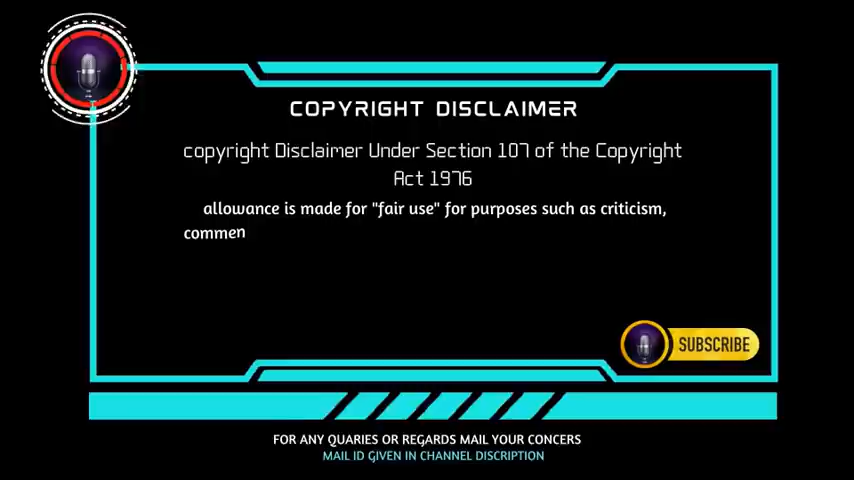 COPYRIGHT DISCLAIMER
copyright Disclaimer Under Section 107 of the Copyright
Act 1976
allowance is made for "fair use" for purposes such as criticism,
commen
SUBSCRIBE
FOR ANY QUARIES OR REGARDS MAIL YOUR CONCERS
MAIL ID GIVEN IN CHANNEL DISCRIPTION